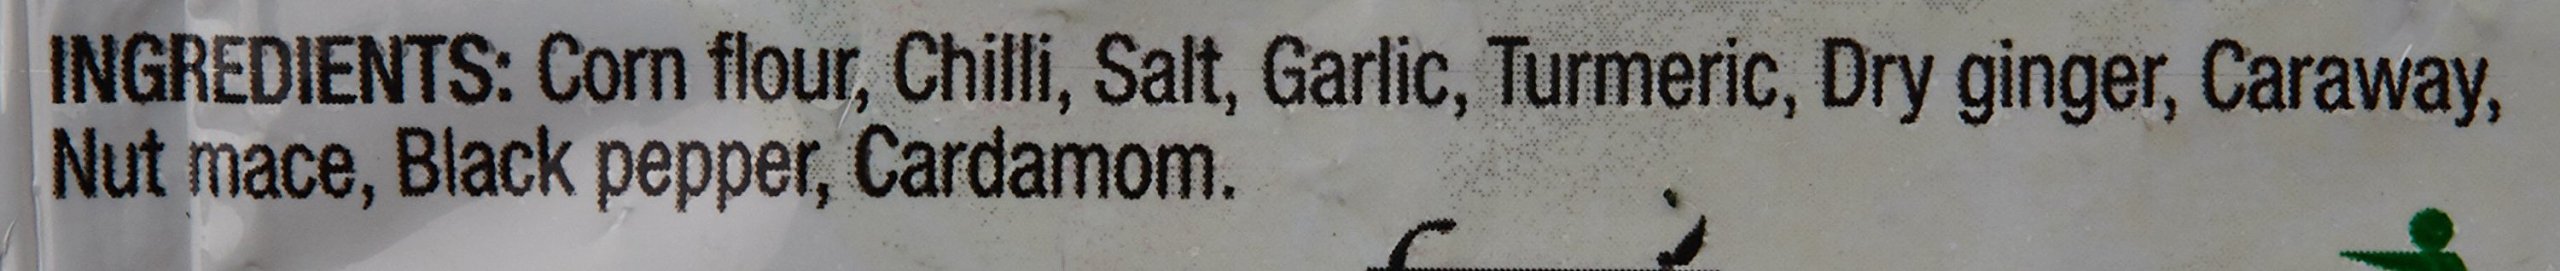 INGREDIENTS: Corn flour, Chilli, Salt, Garlic, Turmeric, Dry ginger, Caraway,
Nut mace, Black pepper, Cardamom.